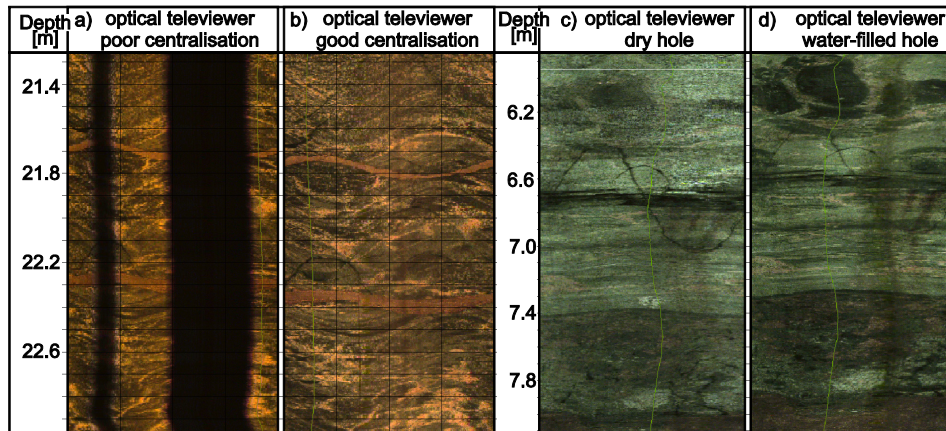 Depth
[m]
a) optical televiewer
poor centralisation
b) optical televiewer
good centralisation
Depth
[m]
c) optical televiewer
dry hole
d) optical televiewer
water-filled hole
21.4
21.8
22.2
22.6
6.2
6.6
7.0
7.4
7.8